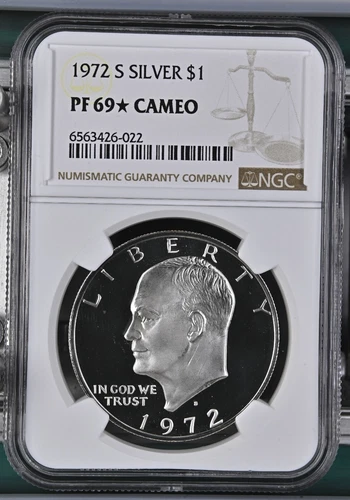 1972 S SILVER $1
PF 69★ CAMEO
6563426-022
NUMISMATIC GUARANTY COMPANY
NGC®
LIBERTY
IN GOD WE
TRUST
S
1972